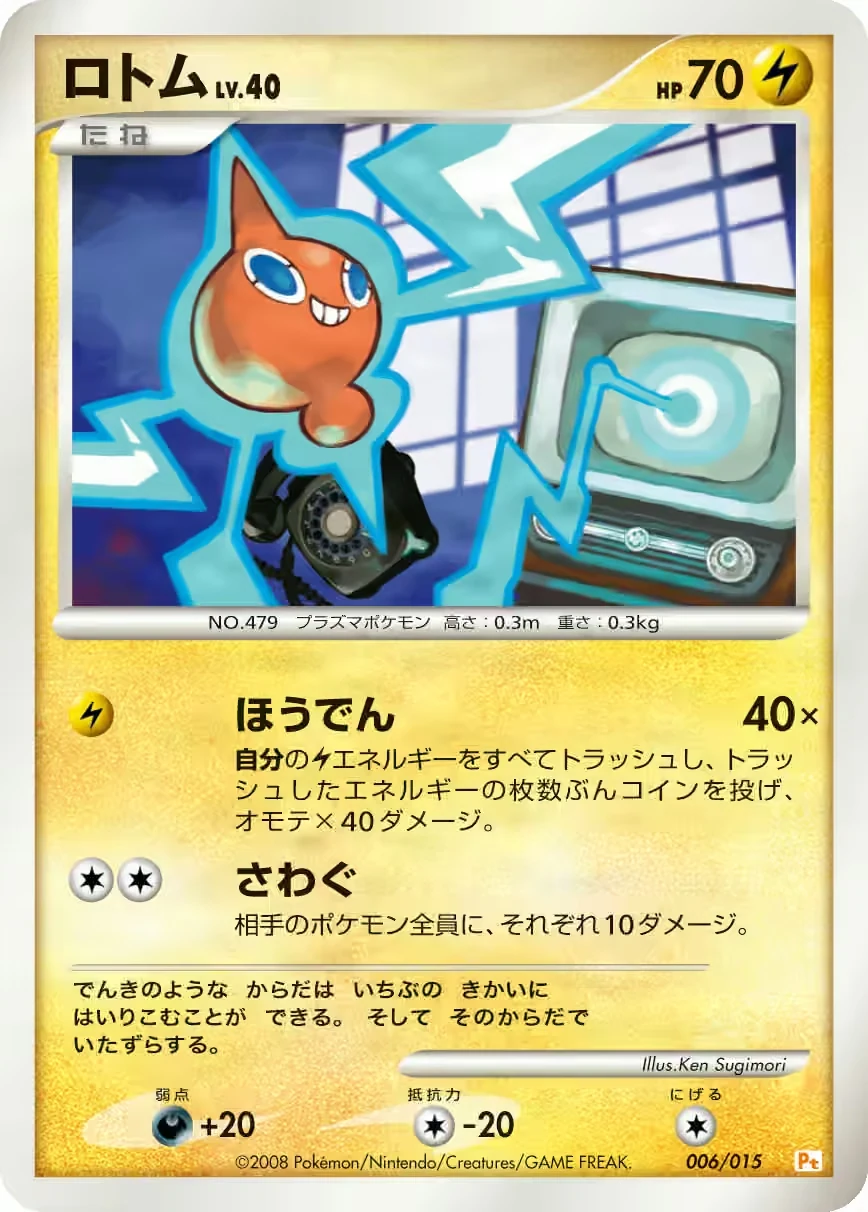 ロトム LV.40 HP 70
たね
NO.479 プラズマポケモン 高さ：0.3m 重さ：0.3kg
ほうでん 40×
自分のエネルギーをすべてトラッシュし、トラッ
シュしたエネルギーの枚数ぶんコインを投げ、
オモテ×40ダメージ。
さわぐ
相手のポケモン全員に、それぞれ10ダメージ。
でんきのような からだは いちぶの きかいに
はいりこむことが できる。 そして そのからだで
いたずらする。
Illus.Ken Sugimori
弱点 抵抗力 にげる
+20 -20
©2008 Pokémon/Nintendo/Creatures/GAME FREAK. 006/015 Pt